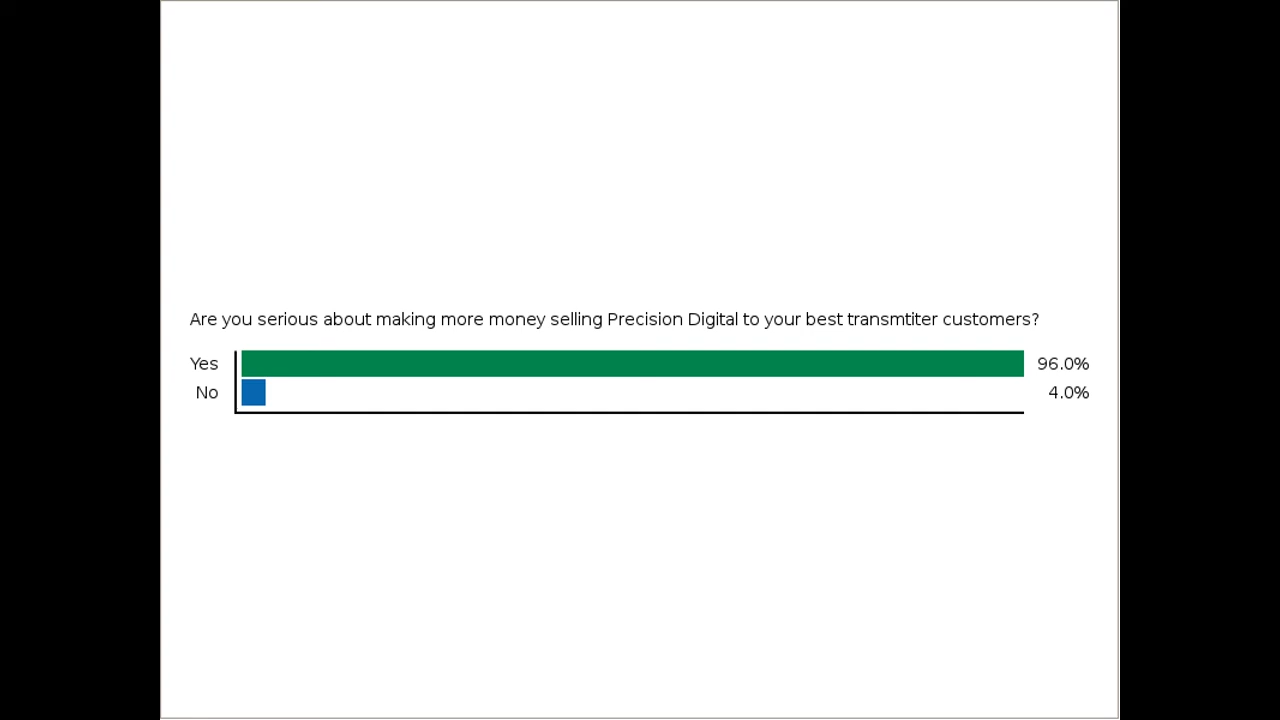 Are you serious about making more money selling Precision Digital to your best transmtiter customers?
Yes 96.0%
No 4.0%